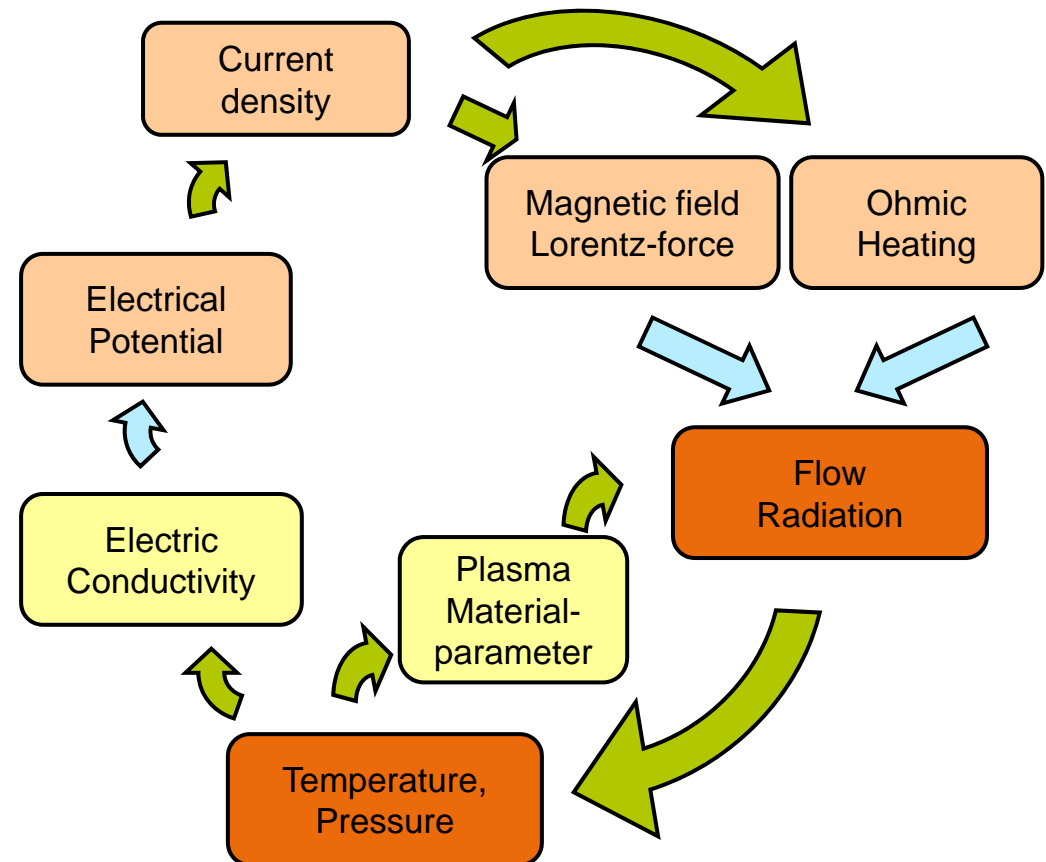 Current
density
Magnetic field
Lorentz-force
Ohmic
Heating
Electrical
Potential
Flow
Radiation
Electric
Conductivity
Plasma
Material-
parameter
Temperature,
Pressure